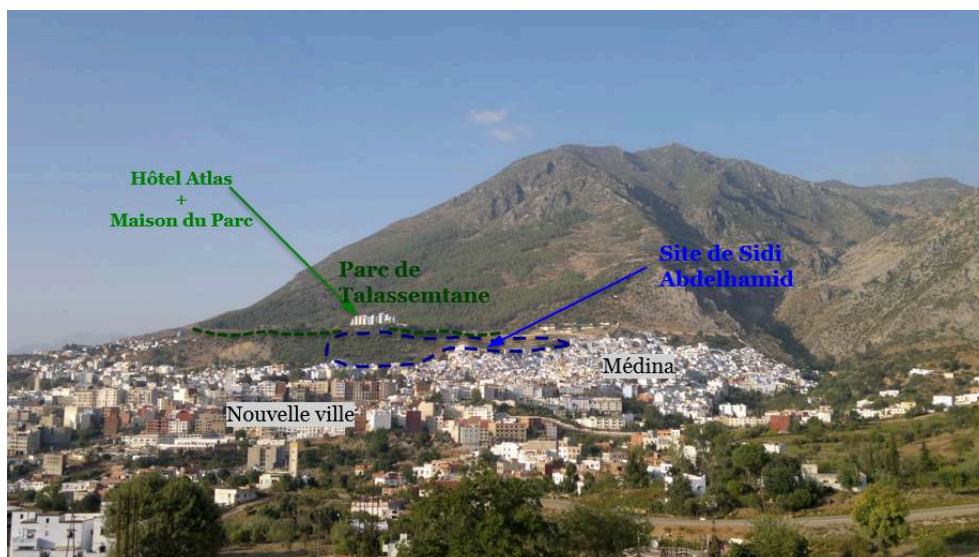 Hôtel Atlas
+
Maison du Parc
Parc de
Talassemtane
Site de Sidi
Abdelhamid
Médina
Nouvelle ville